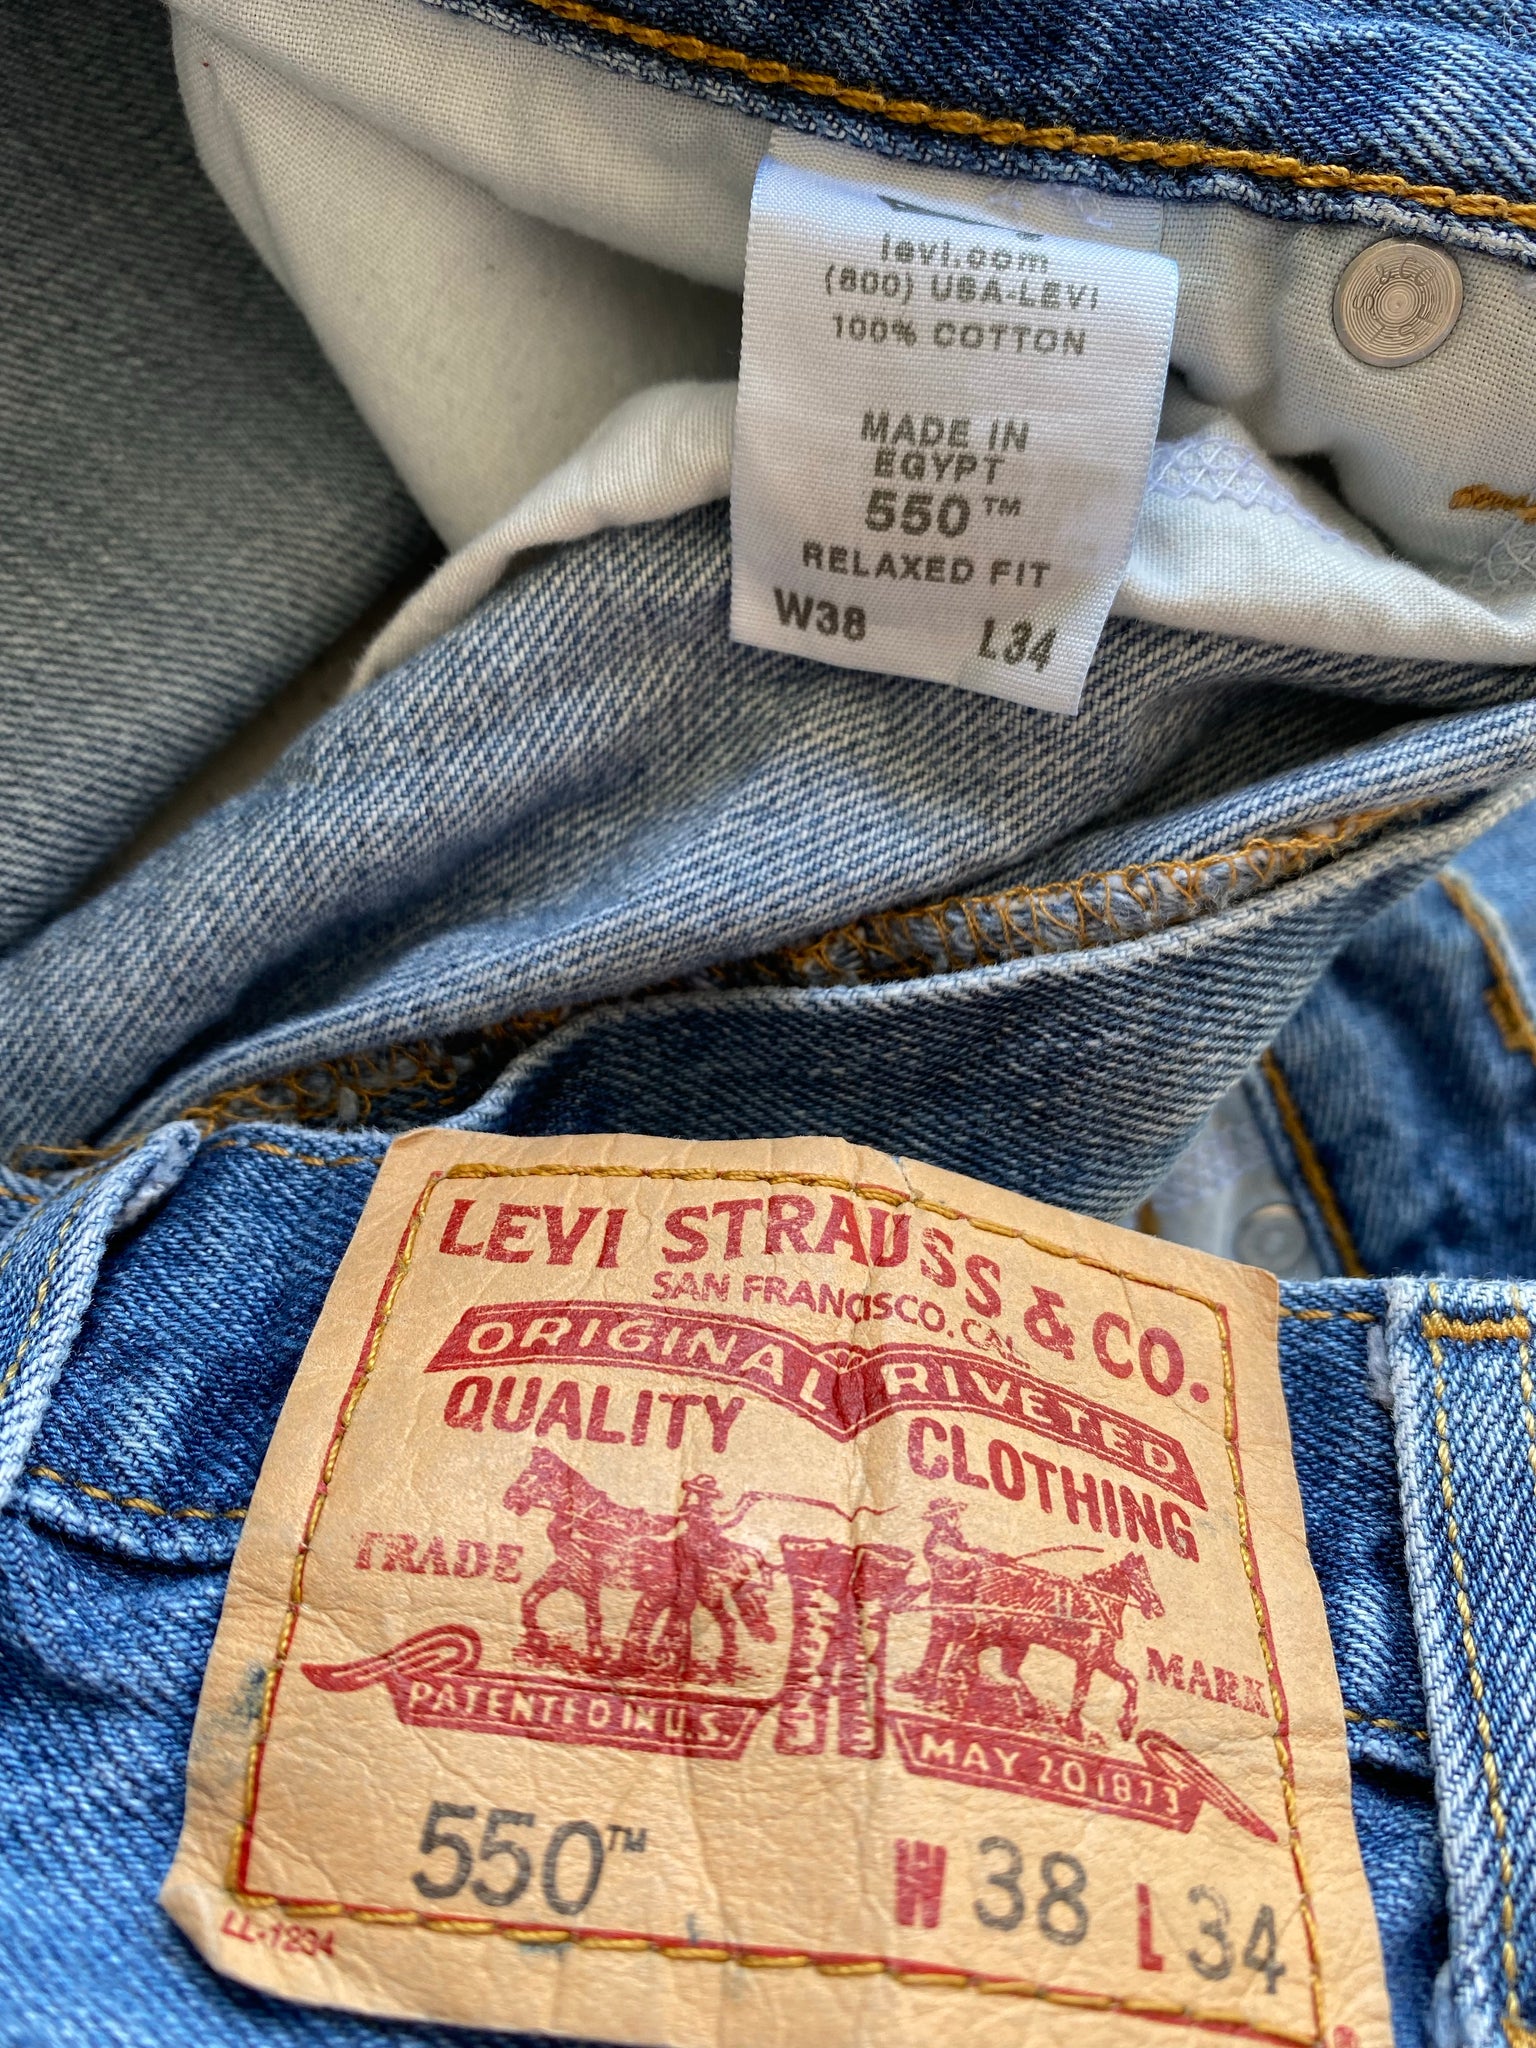 levi.com
(800) USA-LEVI
100% COTTON
MADE IN
EGYPT
550™
RELAXED FIT
W38 L34
LEVI STRAUSS & CO.
SAN FRANCISCO. CAL.
ORIGINAL RIVETED
QUALITY CLOTHING
TRADE MARK
PATENTED IN U.S. MAY 20 1873
550™ W 38 L 34
LL-1234
®